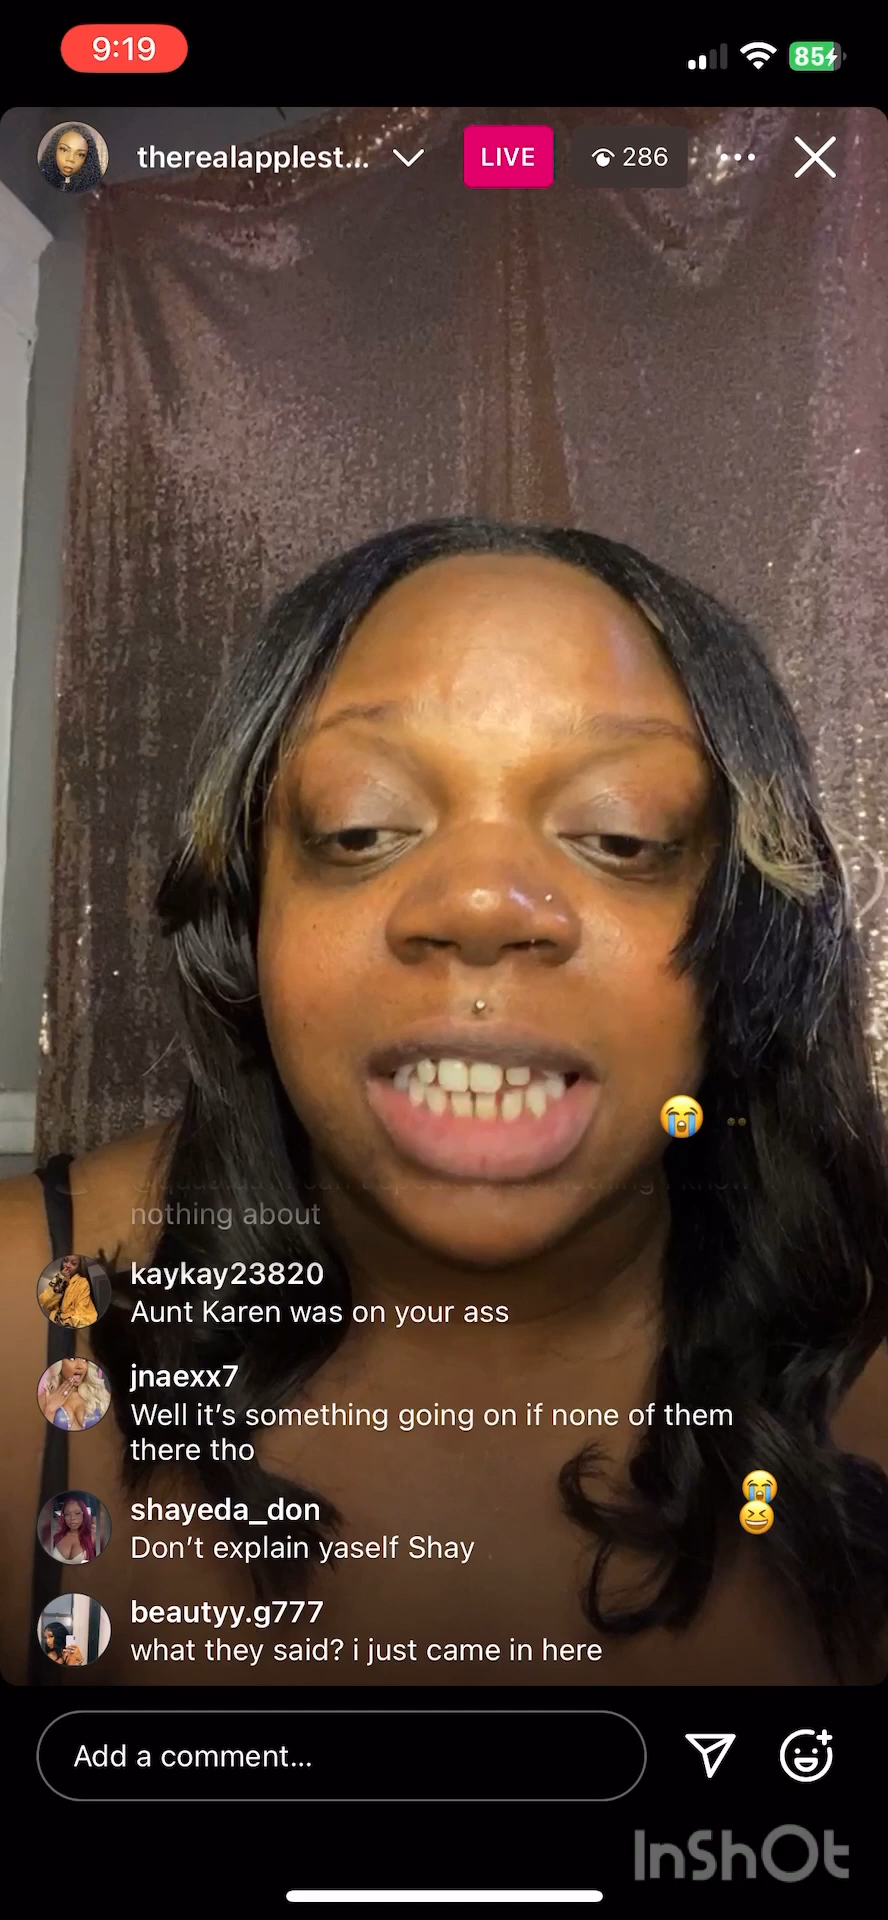 9:19
85
therealapplest...
LIVE
286
nothing about
kaykay23820
Aunt Karen was on your ass
jnaexx7
Well it's something going on if none of them
there tho
shayeda_don
Don't explain yaself Shay
beautyy.g777
what they said? i just came in here
Add a comment...
InShOt